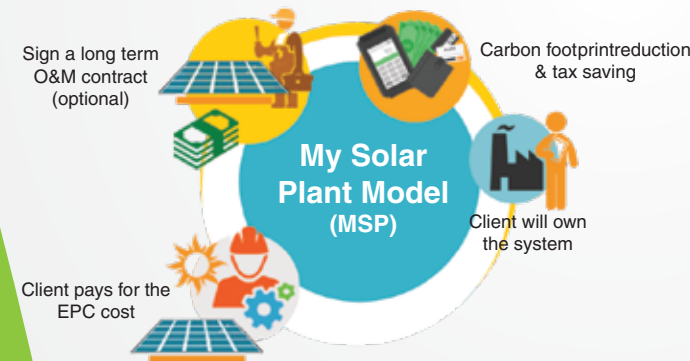 Sign a long term
O&M contract
(optional)
Carbon footprintreduction
& tax saving
My Solar
Plant Model
(MSP)
Client will own
the system
Client pays for the
EPC cost